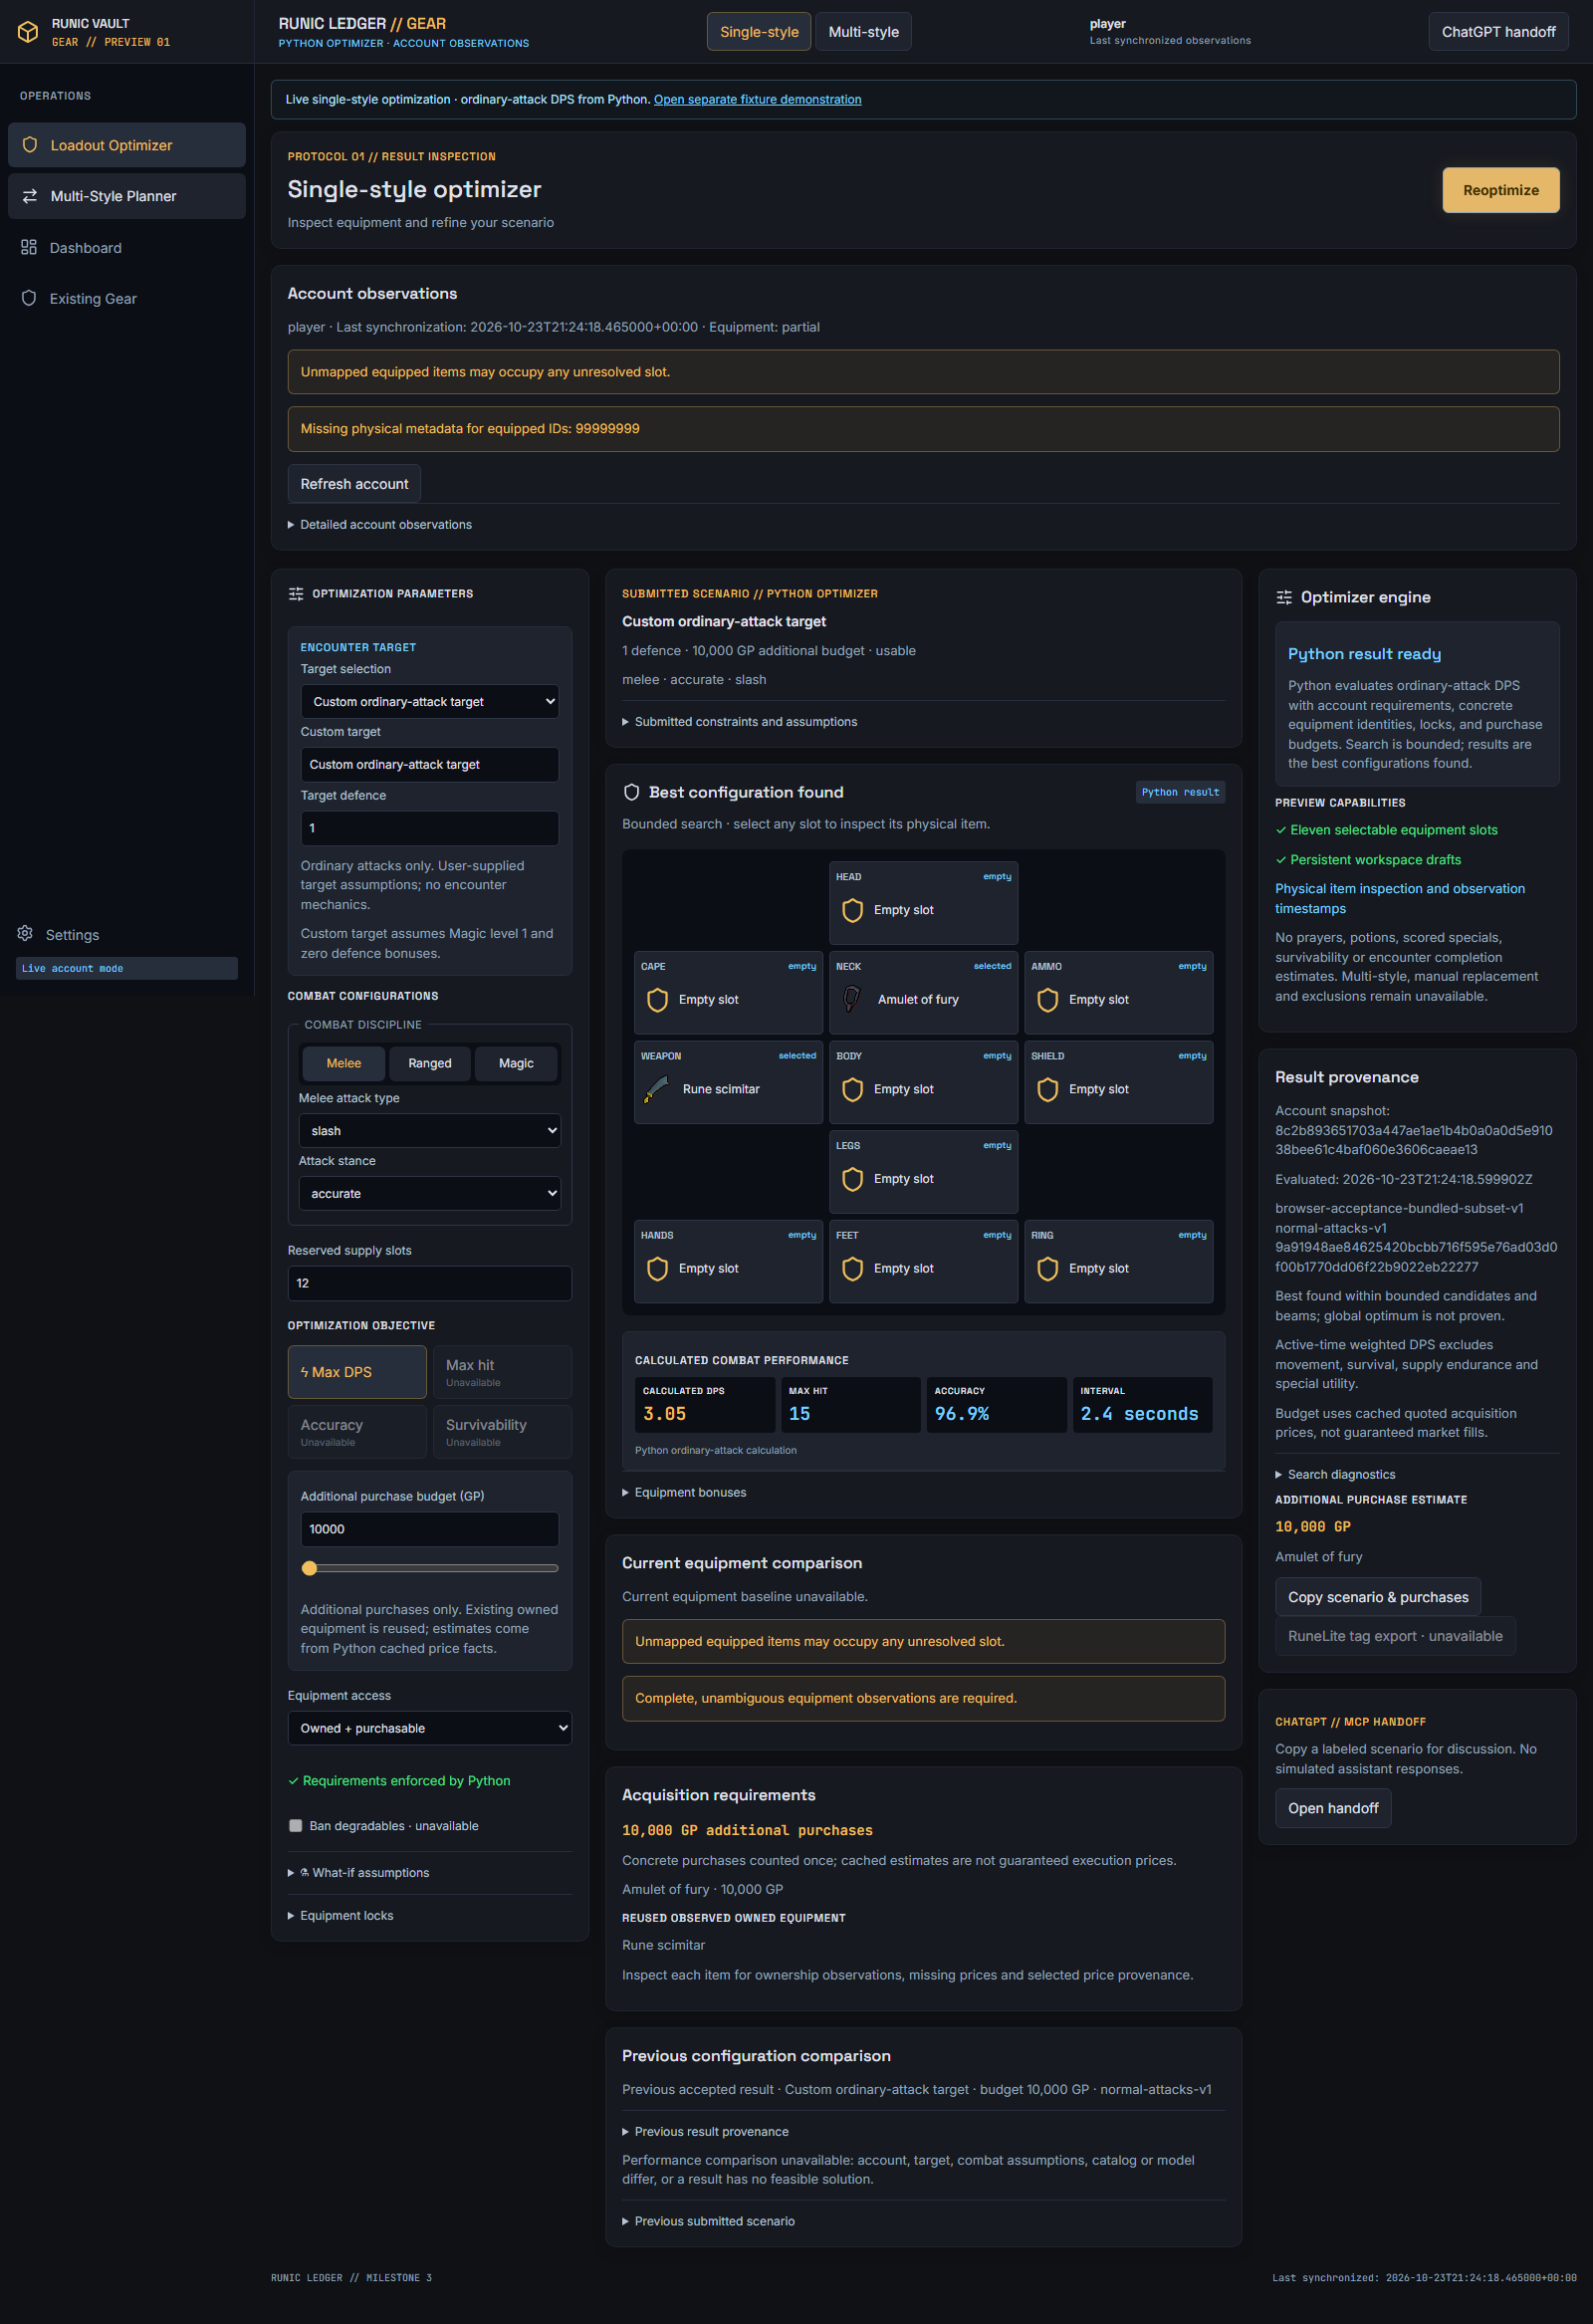 RUNIC VAULT
GEAR // PREVIEW 01
RUNIC LEDGER // GEAR
PYTHON OPTIMIZER · ACCOUNT OBSERVATIONS
Single-style
Multi-style
player
Last synchronized observations
ChatGPT handoff
OPERATIONS
Loadout Optimizer
Multi-Style Planner
Dashboard
Existing Gear
Settings
Live account mode
Live single-style optimization · ordinary-attack DPS from Python. Open separate fixture demonstration
PROTOCOL 01 // RESULT INSPECTION
Single-style optimizer
Inspect equipment and refine your scenario
Reoptimize
Account observations
player · Last synchronization: 2026-10-23T21:24:18.465000+00:00 · Equipment: partial
Unmapped equipped items may occupy any unresolved slot.
Missing physical metadata for equipped IDs: 99999999
Refresh account
Detailed account observations
OPTIMIZATION PARAMETERS
ENCOUNTER TARGET
Target selection
Custom ordinary-attack target
Custom target
Custom ordinary-attack target
Target defence
1
Ordinary attacks only. User-supplied
target assumptions; no encounter
mechanics.
Custom target assumes Magic level 1 and
zero defence bonuses.
COMBAT CONFIGURATIONS
COMBAT DISCIPLINE
Melee
Ranged
Magic
Melee attack type
slash
Attack stance
accurate
Reserved supply slots
12
OPTIMIZATION OBJECTIVE
ϟ Max DPS
Max hit
Unavailable
Accuracy
Unavailable
Survivability
Unavailable
Additional purchase budget (GP)
10000
Additional purchases only. Existing owned
equipment is reused; estimates come
from Python cached price facts.
Equipment access
Owned + purchasable
✓ Requirements enforced by Python
Ban degradables · unavailable
⚗ What-if assumptions
Equipment locks
SUBMITTED SCENARIO // PYTHON OPTIMIZER
Custom ordinary-attack target
1 defence · 10,000 GP additional budget · usable
melee · accurate · slash
Submitted constraints and assumptions
Best configuration found
Python result
Bounded search · select any slot to inspect its physical item.
HEAD
empty
Empty slot
CAPE
empty
Empty slot
NECK
selected
Amulet of fury
AMMO
empty
Empty slot
WEAPON
selected
Rune scimitar
BODY
empty
Empty slot
SHIELD
empty
Empty slot
LEGS
empty
Empty slot
HANDS
empty
Empty slot
FEET
empty
Empty slot
RING
empty
Empty slot
CALCULATED COMBAT PERFORMANCE
CALCULATED DPS
3.05
MAX HIT
15
ACCURACY
96.9%
INTERVAL
2.4 seconds
Python ordinary-attack calculation
Equipment bonuses
Current equipment comparison
Current equipment baseline unavailable.
Unmapped equipped items may occupy any unresolved slot.
Complete, unambiguous equipment observations are required.
Acquisition requirements
10,000 GP additional purchases
Concrete purchases counted once; cached estimates are not guaranteed execution prices.
Amulet of fury · 10,000 GP
REUSED OBSERVED OWNED EQUIPMENT
Rune scimitar
Inspect each item for ownership observations, missing prices and selected price provenance.
Previous configuration comparison
Previous accepted result · Custom ordinary-attack target · budget 10,000 GP · normal-attacks-v1
Previous result provenance
Performance comparison unavailable: account, target, combat assumptions, catalog or model
differ, or a result has no feasible solution.
Previous submitted scenario
Optimizer engine
Python result ready
Python evaluates ordinary-attack DPS
with account requirements, concrete
equipment identities, locks, and purchase
budgets. Search is bounded; results are
the best configurations found.
PREVIEW CAPABILITIES
✓ Eleven selectable equipment slots
✓ Persistent workspace drafts
Physical item inspection and observation
timestamps
No prayers, potions, scored specials,
survivability or encounter completion
estimates. Multi-style, manual replacement
and exclusions remain unavailable.
Result provenance
Account snapshot:
8c2b893651703a447ae1ae1b4b0a0a0d5e910
38bee61c4baf060e3606caeae13
Evaluated: 2026-10-23T21:24:18.599902Z
browser-acceptance-bundled-subset-v1
normal-attacks-v1
9a91948ae84625420bcbb716f595e76ad03d0
f00b1770dd06f22b9022eb22277
Best found within bounded candidates and
beams; global optimum is not proven.
Active-time weighted DPS excludes
movement, survival, supply endurance and
special utility.
Budget uses cached quoted acquisition
prices, not guaranteed market fills.
Search diagnostics
ADDITIONAL PURCHASE ESTIMATE
10,000 GP
Amulet of fury
Copy scenario & purchases
RuneLite tag export · unavailable
CHATGPT // MCP HANDOFF
Copy a labeled scenario for discussion. No
simulated assistant responses.
Open handoff
RUNIC LEDGER // MILESTONE 3
Last synchronized: 2026-10-23T21:24:18.465000+00:00